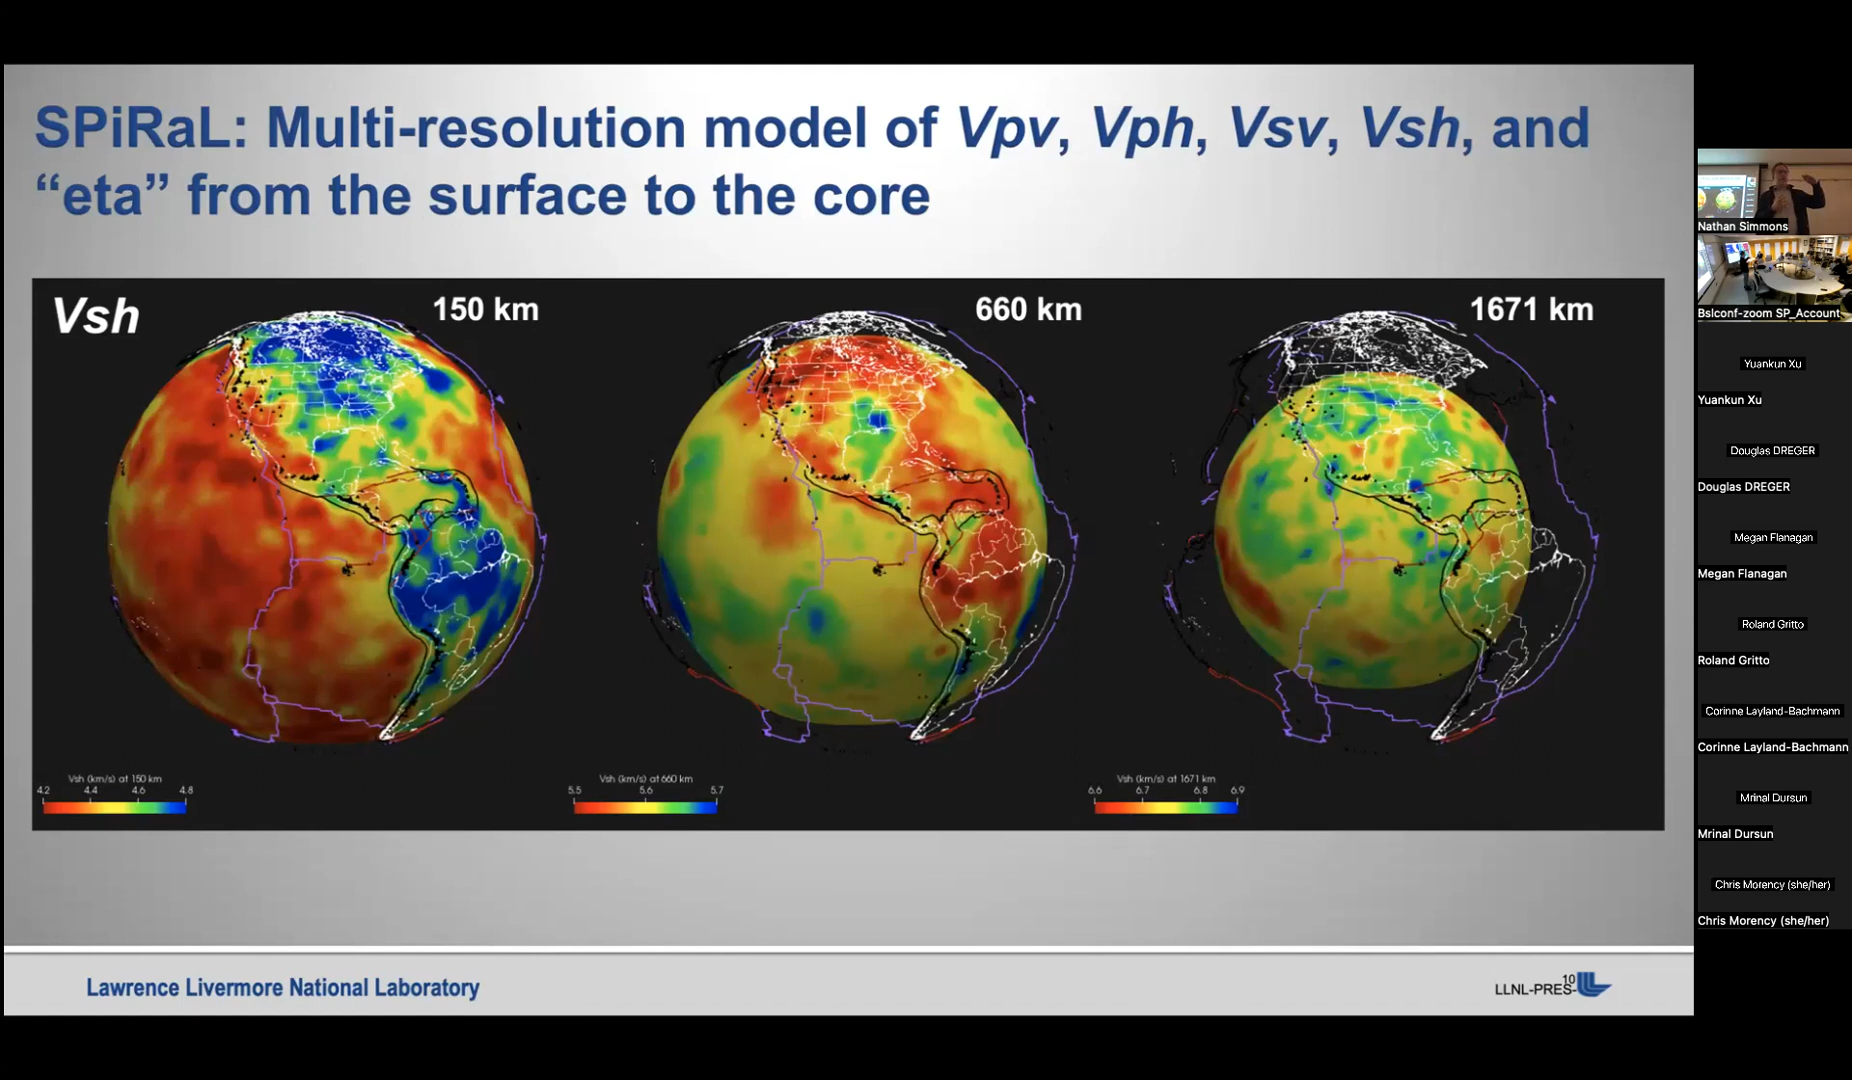 SPiRaL: Multi-resolution model of Vpv, Vph, Vsv, Vsh, and
“eta” from the surface to the core
Vsh
150 km
660 km
1671 km
Vsh (km/s) at 150 km
4.2 4.4 4.6 4.8
Vsh (km/s) at 660 km
5.5 5.6 5.7
Vsh (km/s) at 1671 km
6.6 6.7 6.8 6.9
Lawrence Livermore National Laboratory
10
LLNL-PRES-
Nathan Simmons
Bslconf-zoom SP_Account
Yuankun Xu
Yuankun Xu
Douglas DREGER
Douglas DREGER
Megan Flanagan
Megan Flanagan
Roland Gritto
Roland Gritto
Corinne Layland-Bachmann
Corinne Layland-Bachmann
Mrinal Dursun
Mrinal Dursun
Chris Morency (she/her)
Chris Morency (she/her)